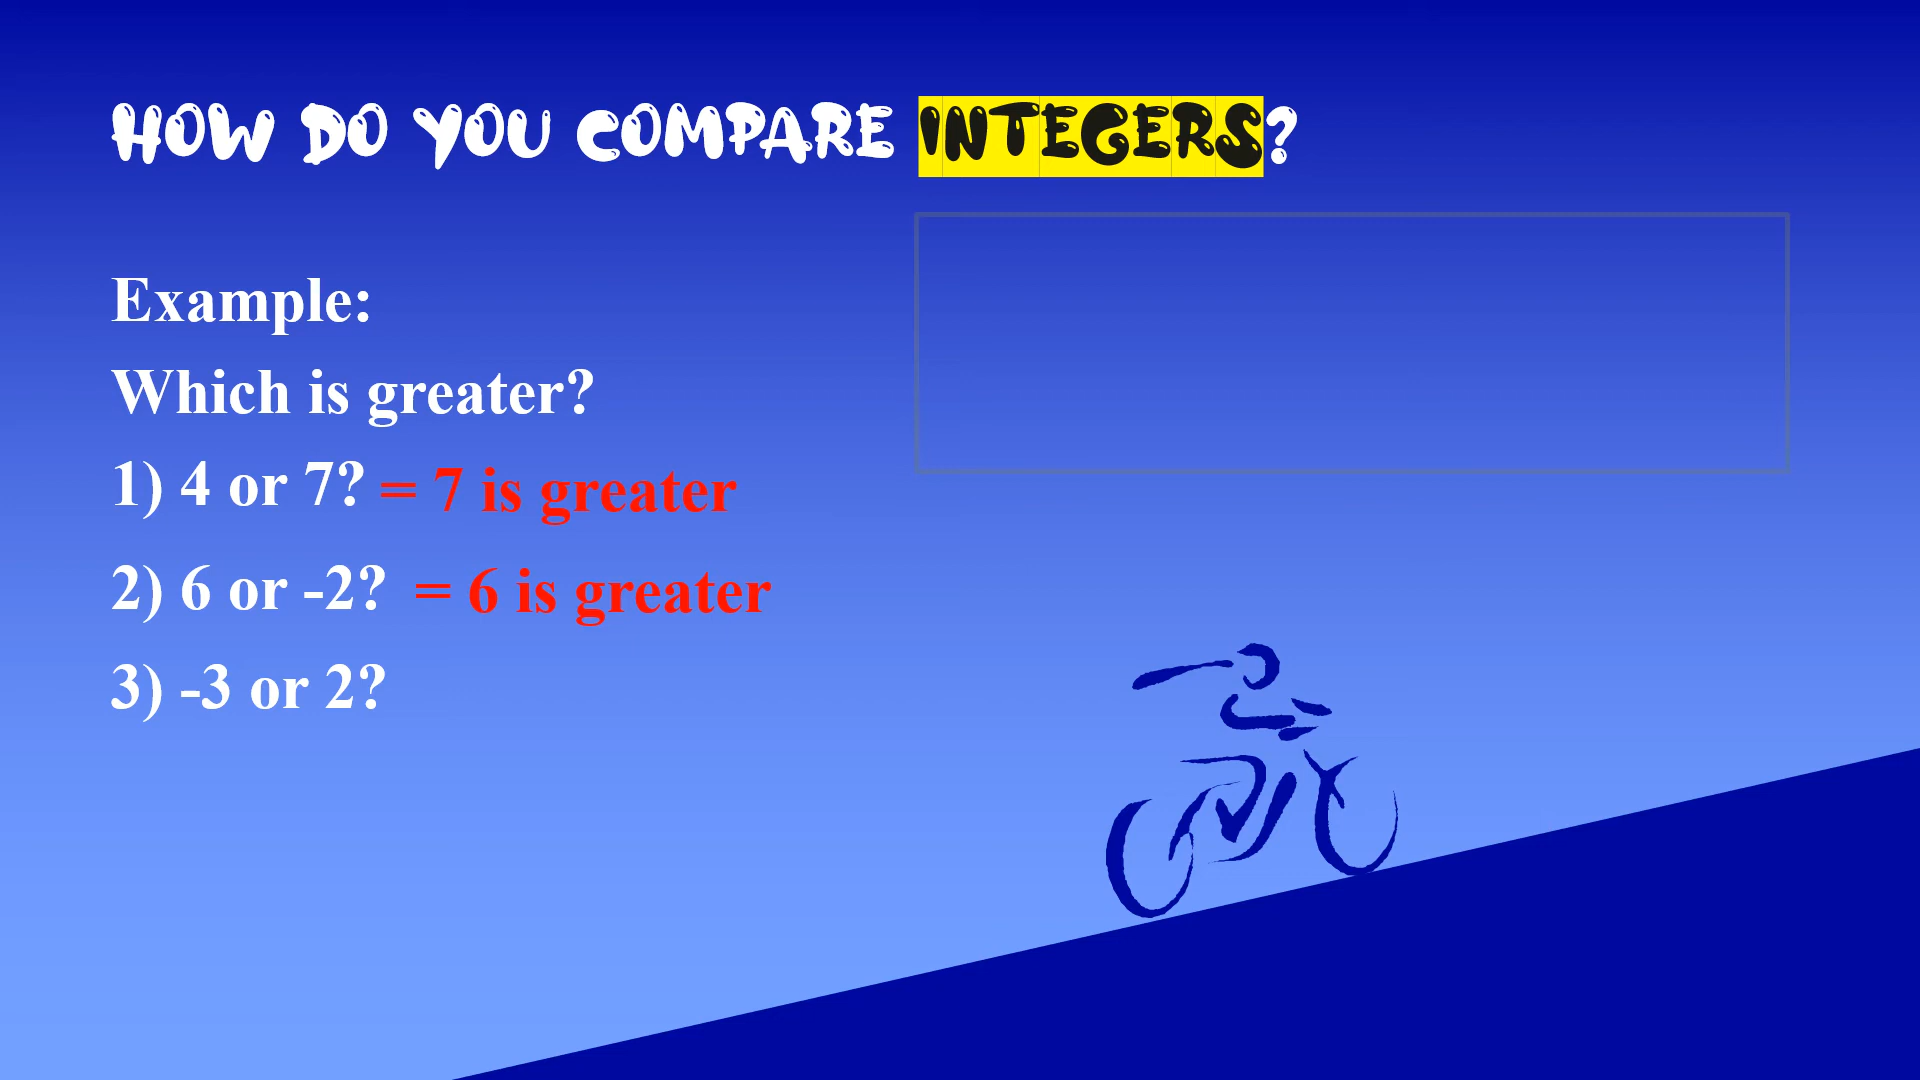 HOW DO YOU COMPARE INTEGERS?
Example:
Which is greater?
1) 4 or 7? = 7 is greater
2) 6 or -2? = 6 is greater
3) -3 or 2?